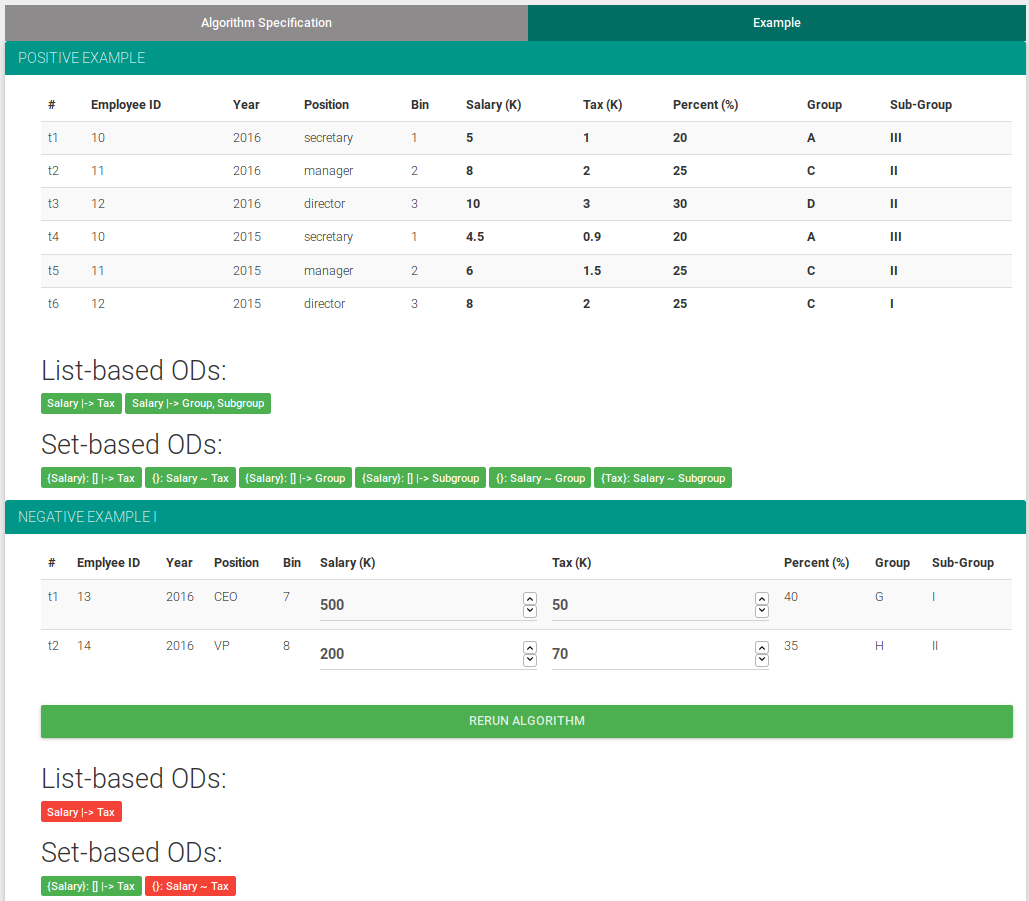 Algorithm Specification Example
POSITIVE EXAMPLE
# Employee ID Year Position Bin Salary (K) Tax (K) Percent (%) Group Sub-Group
t1 10 2016 secretary 1 5 1 20 A III
t2 11 2016 manager 2 8 2 25 C II
t3 12 2016 director 3 10 3 30 D II
t4 10 2015 secretary 1 4.5 0.9 20 A III
t5 11 2015 manager 2 6 1.5 25 C II
t6 12 2015 director 3 8 2 25 C I
List-based ODs:
Salary |-> Tax Salary |-> Group, Subgroup
Set-based ODs:
{Salary}: [] |-> Tax {}: Salary ~ Tax {Salary}: [] |-> Group {Salary}: [] |-> Subgroup {}: Salary ~ Group {Tax}: Salary ~ Subgroup
NEGATIVE EXAMPLE I
# Emplyee ID Year Position Bin Salary (K) Tax (K) Percent (%) Group Sub-Group
t1 13 2016 CEO 7 500 50 40 G I
t2 14 2016 VP 8 200 70 35 H II
RERUN ALGORITHM
List-based ODs:
Salary |-> Tax
Set-based ODs:
{Salary}: [] |-> Tax {}: Salary ~ Tax